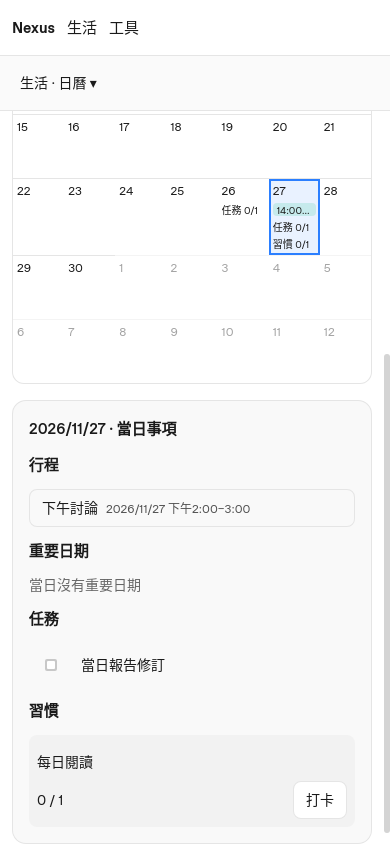 Nexus 生活 工具
生活 · 日曆 ▾
15 16 17 18 19 20 21
22 23 24 25 26 27 28
任務 0/1
14:00...
任務 0/1
習慣 0/1
29 30 1 2 3 4 5
6 7 8 9 10 11 12
2026/11/27 · 當日事項
行程
下午討論 2026/11/27 下午2:00–3:00
重要日期
當日沒有重要日期
任務
當日報告修訂
習慣
每日閱讀
0 / 1 打卡